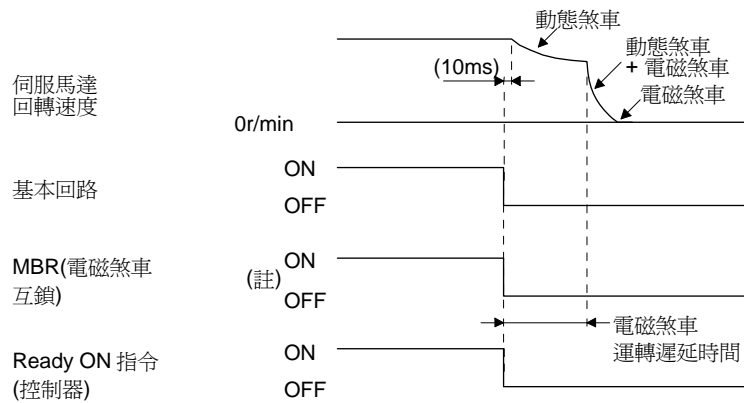 動態煞車
動態煞車
+ 電磁煞車
(10ms)
電磁煞車
伺服馬達
回轉速度
0r/min
ON
基本回路
OFF
MBR(電磁煞車
互鎖)
(註)
ON
OFF
電磁煞車
運轉遲延時間
Ready ON 指令
(控制器)
ON
OFF